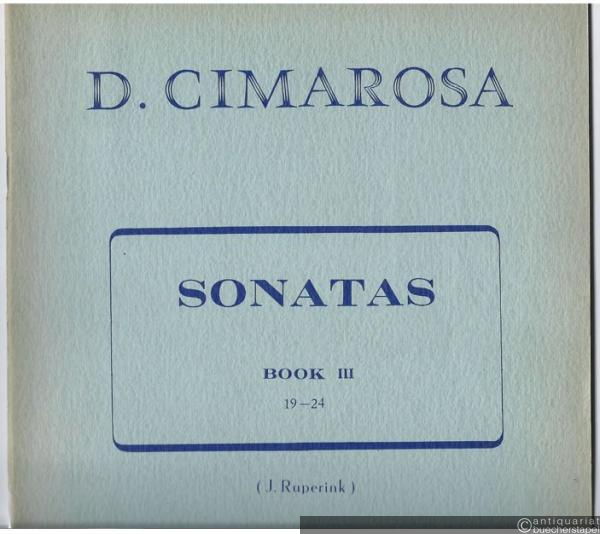 D. CIMAROSA
SONATAS
BOOK III
19–24
( J. Ruperink )
©antiquariat
buecherstapel